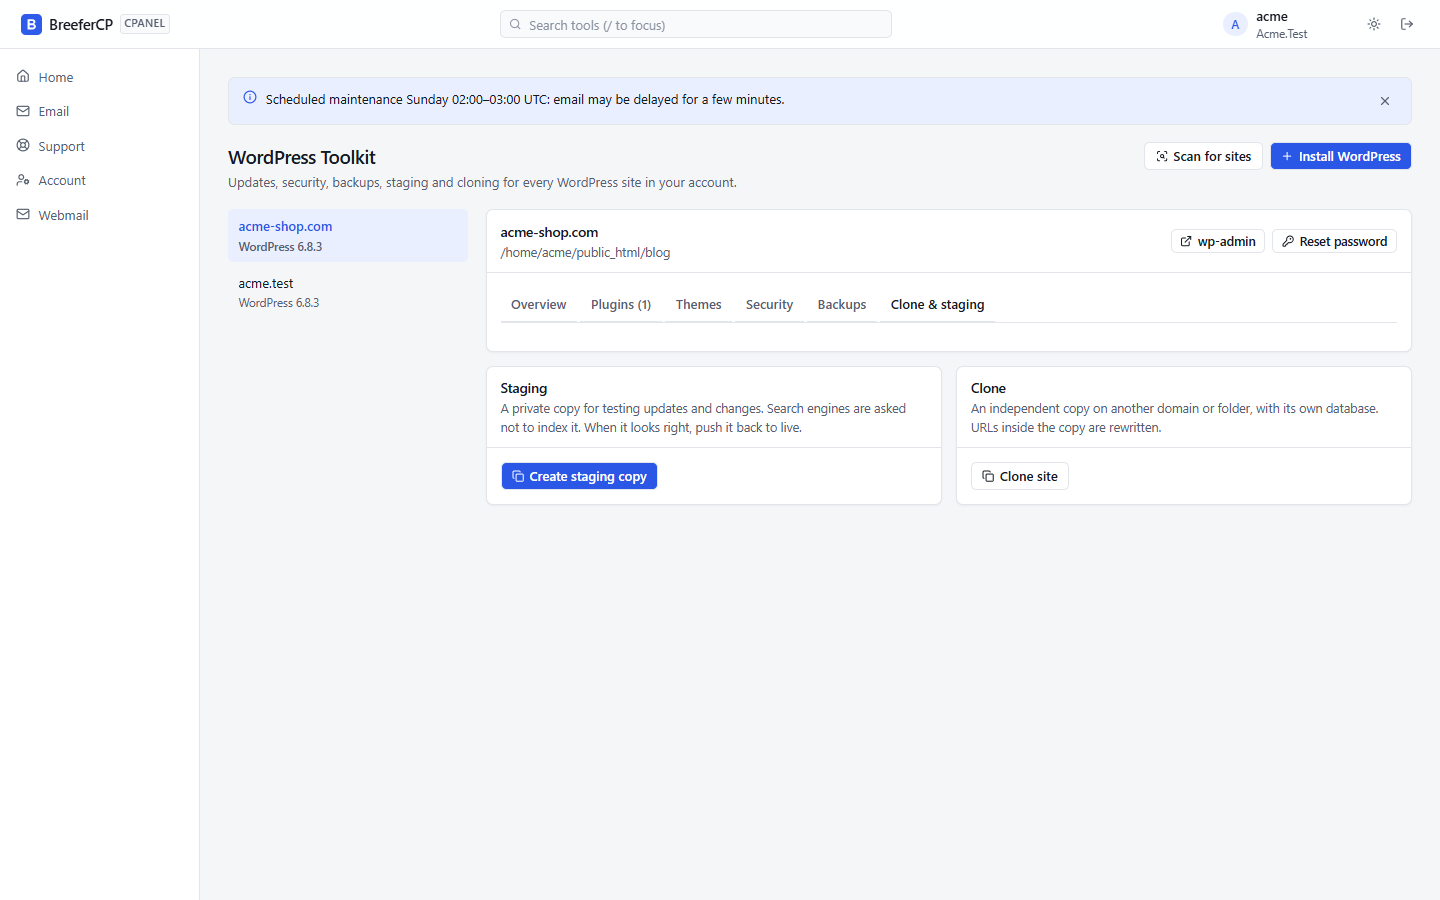 B BreeferCP CPANEL
Search tools (/ to focus)
A
acme
Acme.Test
Home
Email
Support
Account
Webmail
Scheduled maintenance Sunday 02:00–03:00 UTC: email may be delayed for a few minutes.
WordPress Toolkit
Updates, security, backups, staging and cloning for every WordPress site in your account.
Scan for sites
Install WordPress
acme-shop.com
WordPress 6.8.3
acme.test
WordPress 6.8.3
acme-shop.com
/home/acme/public_html/blog
wp-admin
Reset password
Overview Plugins (1) Themes Security Backups Clone & staging
Staging
A private copy for testing updates and changes. Search engines are asked
not to index it. When it looks right, push it back to live.
Create staging copy
Clone
An independent copy on another domain or folder, with its own database.
URLs inside the copy are rewritten.
Clone site